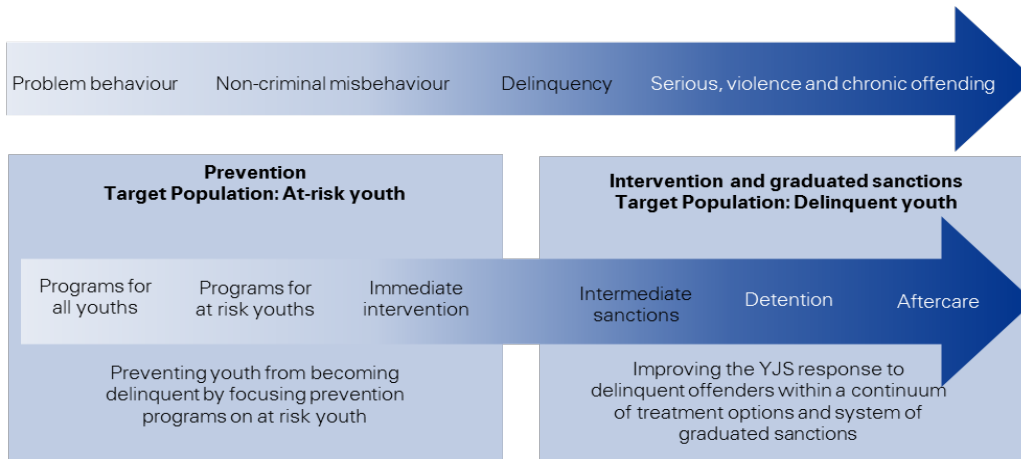 Problem behaviour
Non-criminal misbehaviour
Delinquency
Serious, violence and chronic offending
Prevention
Target Population: At-risk youth
Programs for
all youths
Programs for
at risk youths
Immediate
intervention
Preventing youth from becoming
delinquent by focusing prevention
programs on at risk youth
Intervention and graduated sanctions
Target Population: Delinquent youth
Intermediate
sanctions
Detention
Aftercare
Improving the YJS response to
delinquent offenders within a continuum
of treatment options and system of
graduated sanctions